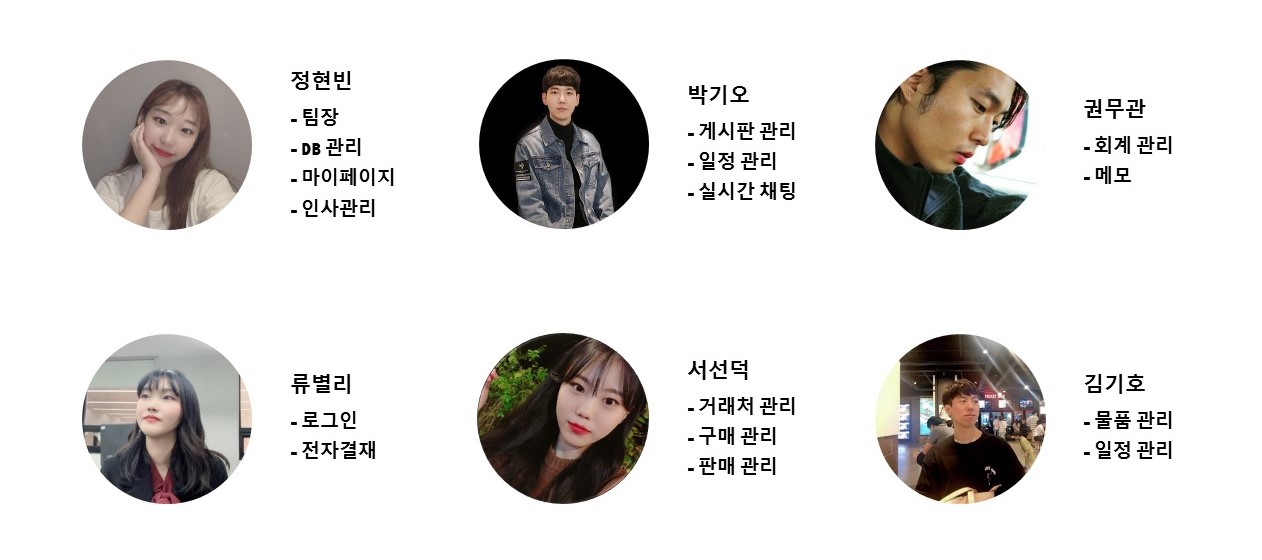 정현빈
- 팀장
- DB 관리
- 마이페이지
- 인사관리
박기오
- 게시판 관리
- 일정 관리
- 실시간 채팅
권무관
- 회계 관리
- 메모
류별리
- 로그인
- 전자결재
서선덕
- 거래처 관리
- 구매 관리
- 판매 관리
김기호
- 물품 관리
- 일정 관리